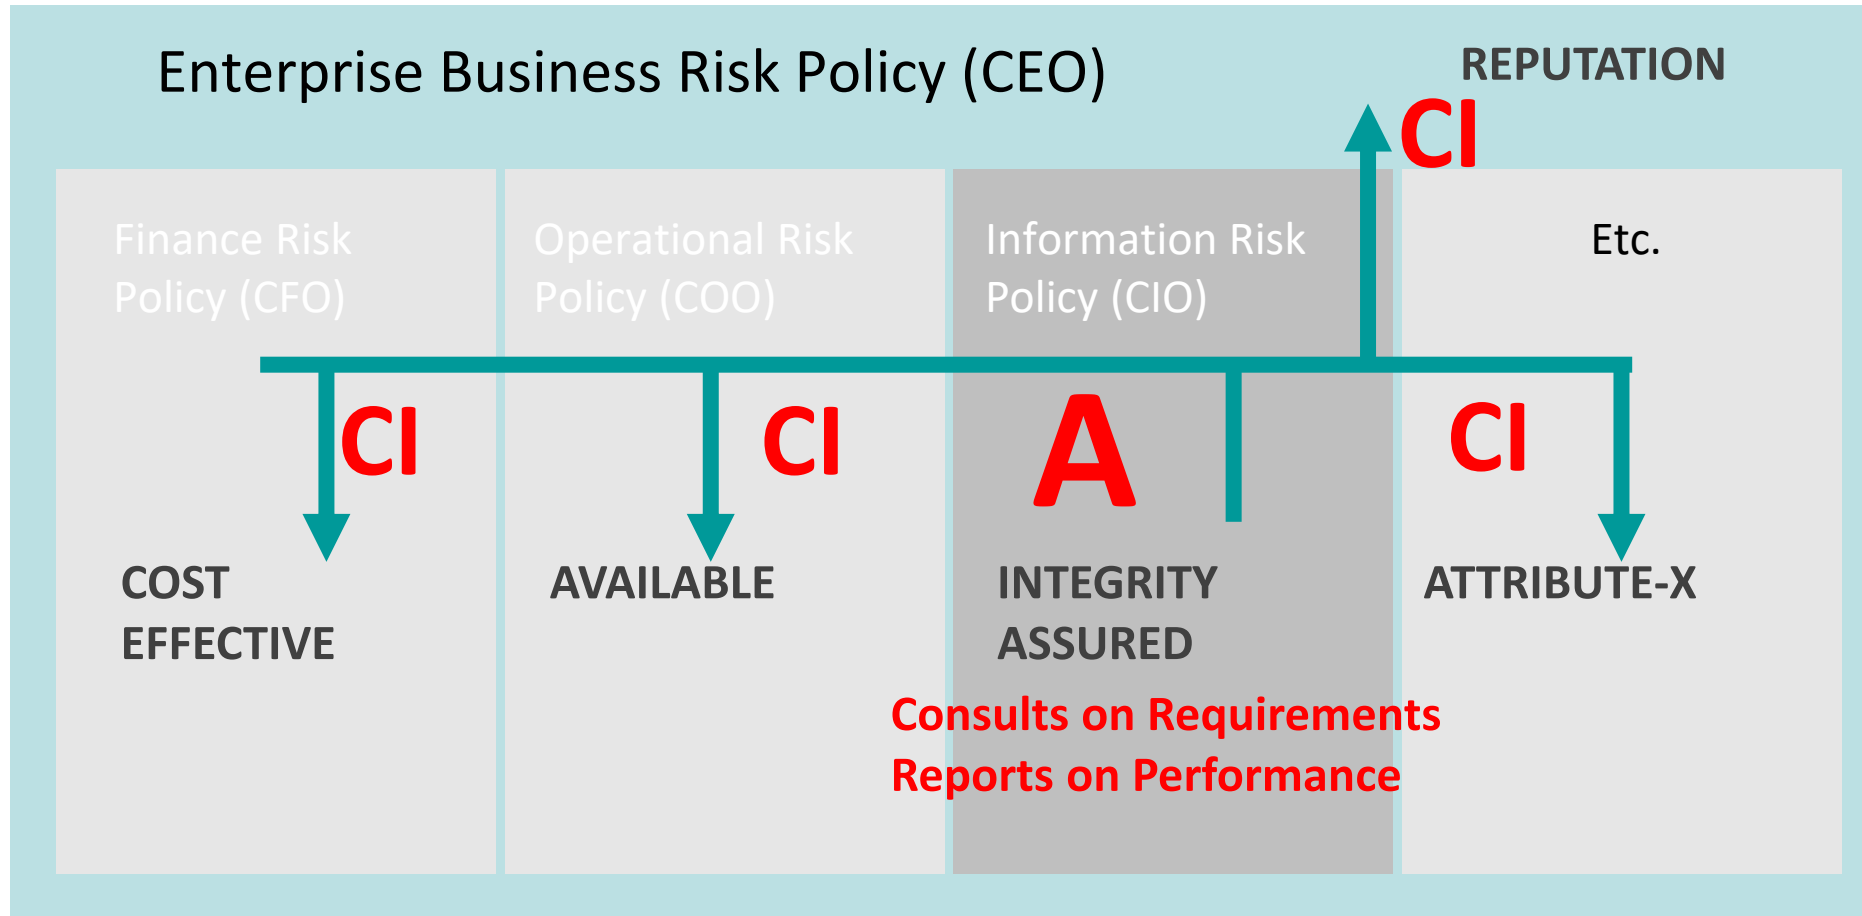 Enterprise Business Risk Policy (CEO)
REPUTATION
CI
Finance Risk
Policy (CFO)
Operational Risk
Policy (COO)
Information Risk
Policy (CIO)
Etc.
CI
CI
A
CI
COST
EFFECTIVE
AVAILABLE
INTEGRITY
ASSURED
ATTRIBUTE-X
Consults on Requirements
Reports on Performance